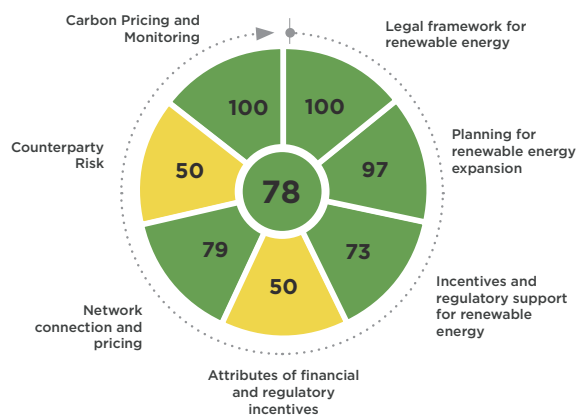 Legal framework for
renewable energy
100
Planning for
renewable energy
expansion
97
Incentives and
regulatory support
for renewable
energy
73
Attributes of financial
and regulatory
incentives
50
Network
connection and
pricing
79
Counterparty
Risk
50
Carbon Pricing and
Monitoring
100
78